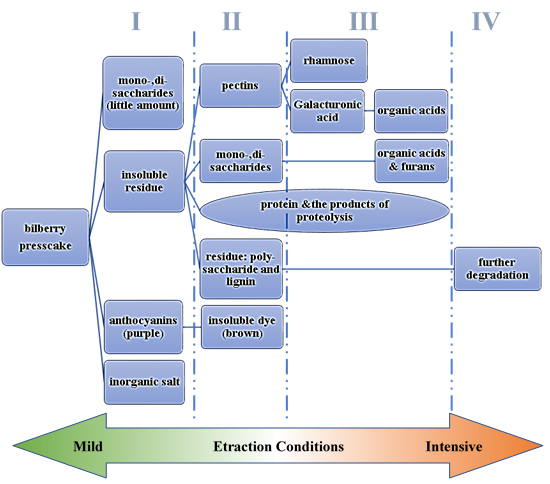 I
II
III
IV
mono-,di-
saccharides
(little amount)
insoluble
residue
bilberry
presscake
anthocyanins
(purple)
inorganic salt
pectins
mono-,di-
saccharides
protein &the products of
proteolysis
residue: poly-
saccharide and
lignin
insoluble dye
(brown)
rhamnose
Galacturonic
acid
organic acids
organic acids
& furans
further
degradation
Mild
Etraction Conditions
Intensive